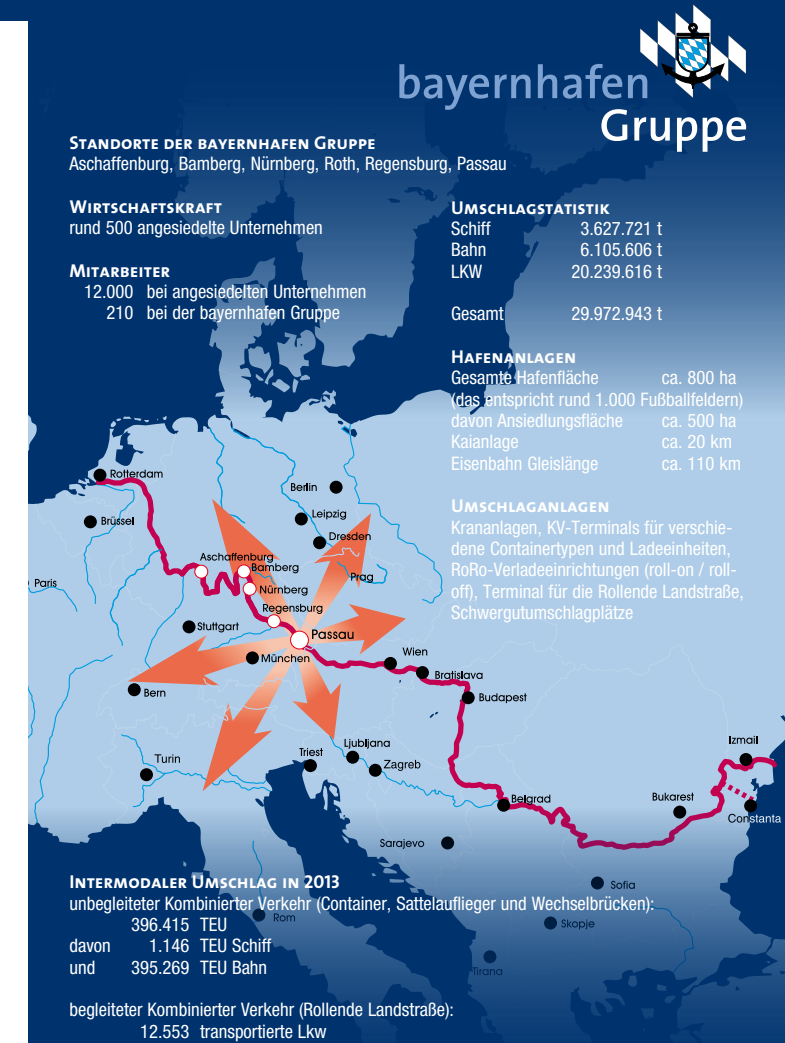 bayernhafen
Gruppe
Standorte der bayernhafen Gruppe
Aschaffenburg, Bamberg, Nürnberg, Roth, Regensburg, Passau
Wirtschaftskraft
rund 500 angesiedelte Unternehmen
Mitarbeiter
12.000 bei angesiedelten Unternehmen
210 bei der bayernhafen Gruppe
Umschlagstatistik
Schiff 3.627.721 t
Bahn 6.105.606 t
LKW 20.239.616 t
Gesamt 29.972.943 t
Hafenanlagen
Gesamte Hafenfläche ca. 800 ha
(das entspricht rund 1.000 Fußballfeldern)
davon Ansiedlungsfläche ca. 500 ha
Kaianlage ca. 20 km
Eisenbahn Gleislänge ca. 110 km
Umschlaganlagen
Krananlagen, KV-Terminals für verschie-
dene Containertypen und Ladeeinheiten,
RoRo-Verladeeinrichtungen (roll-on / roll-
off), Terminal für die Rollende Landstraße,
Schwergutumschlagplätze
Rotterdam
Berlin
Brüssel
Leipzig
Dresden
Aschaffenburg
Bamberg
Prag
Paris
Nürnberg
Regensburg
Stuttgart
Passau
Wien
München
Bratislava
Bern
Budapest
Izmail
Ljubljana
Triest
Turin
Zagreb
Belgrad
Bukarest
Constanta
Sarajevo
Sofia
Rom
Skopje
Tirana
Intermodaler Umschlag in 2013
unbegleiteter Kombinierter Verkehr (Container, Sattelauflieger und Wechselbrücken):
396.415 TEU
davon 1.146 TEU Schiff
und 395.269 TEU Bahn
begleiteter Kombinierter Verkehr (Rollende Landstraße):
12.553 transportierte Lkw